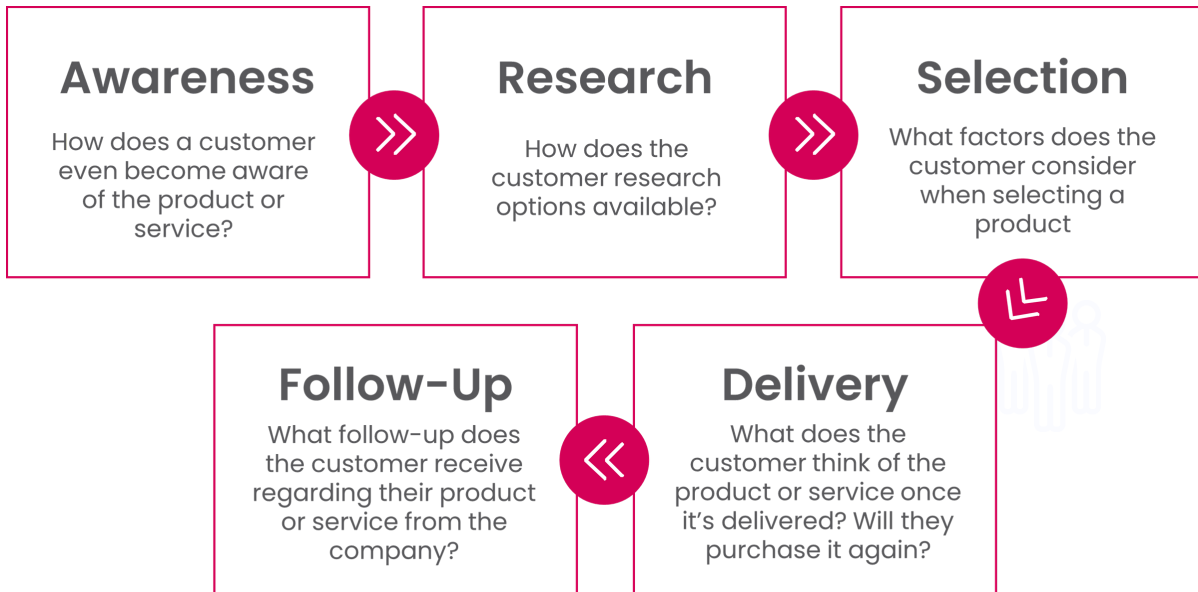 Awareness
How does a customer
even become aware
of the product or
service?
Research
How does the
customer research
options available?
Selection
What factors does the
customer consider
when selecting a
product
Delivery
What does the
customer think of the
product or service once
it’s delivered? Will they
purchase it again?
Follow-Up
What follow-up does
the customer receive
regarding their product
or service from the
company?